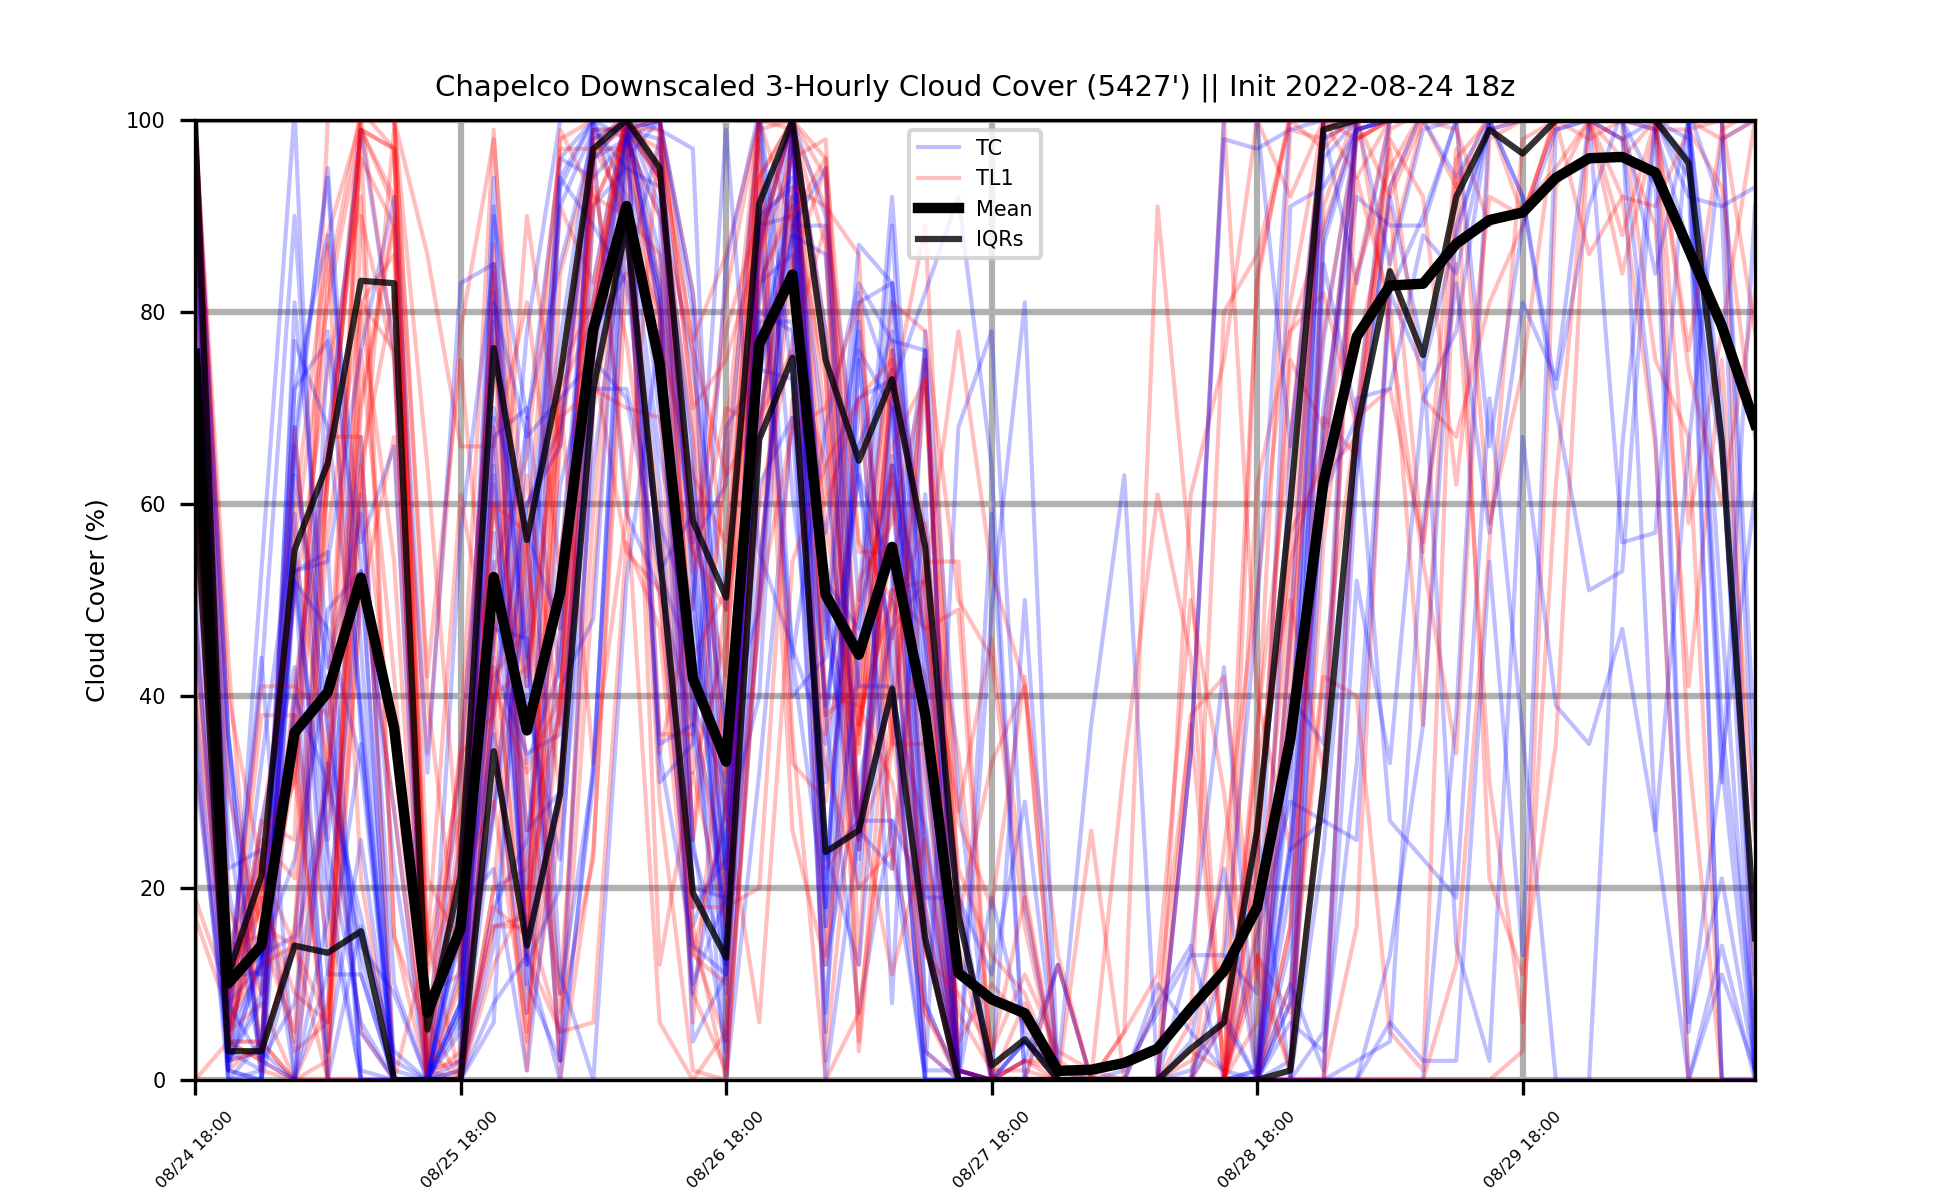 Chapelco Downscaled 3-Hourly Cloud Cover (5427') || Init 2022-08-24 18z
TC
TL1
Mean
IQRs
Cloud Cover (%)
100
80
60
40
20
0
08/24 18:00
08/25 18:00
08/26 18:00
08/27 18:00
08/28 18:00
08/29 18:00